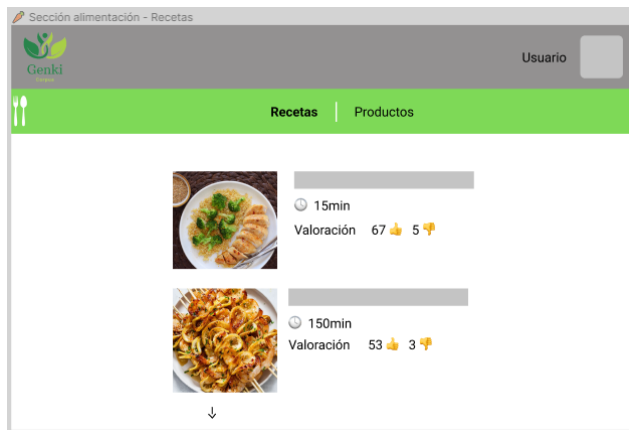 Sección alimentación - Recetas
Genki
Usuario
Recetas
Productos
15min
Valoración 67 5
150min
Valoración 53 3